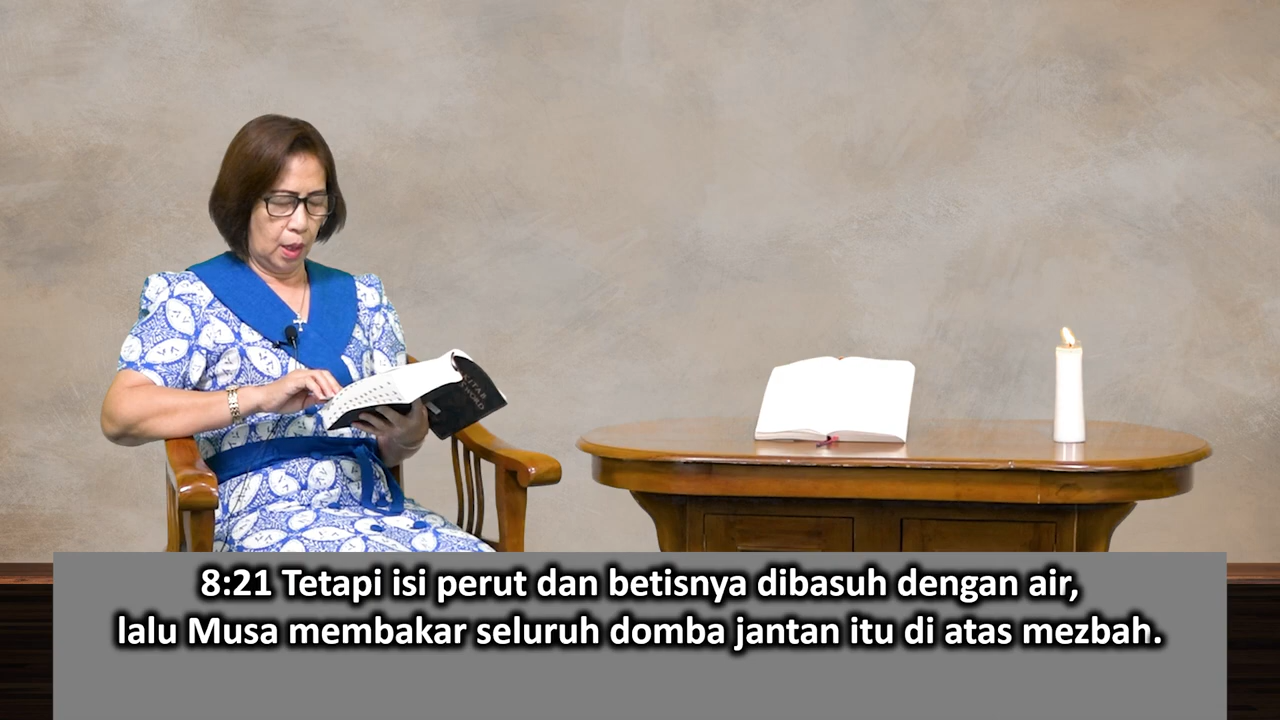 KITAB
8:21 Tetapi isi perut dan betisnya dibasuh dengan air,
lalu Musa membakar seluruh domba jantan itu di atas mezbah.